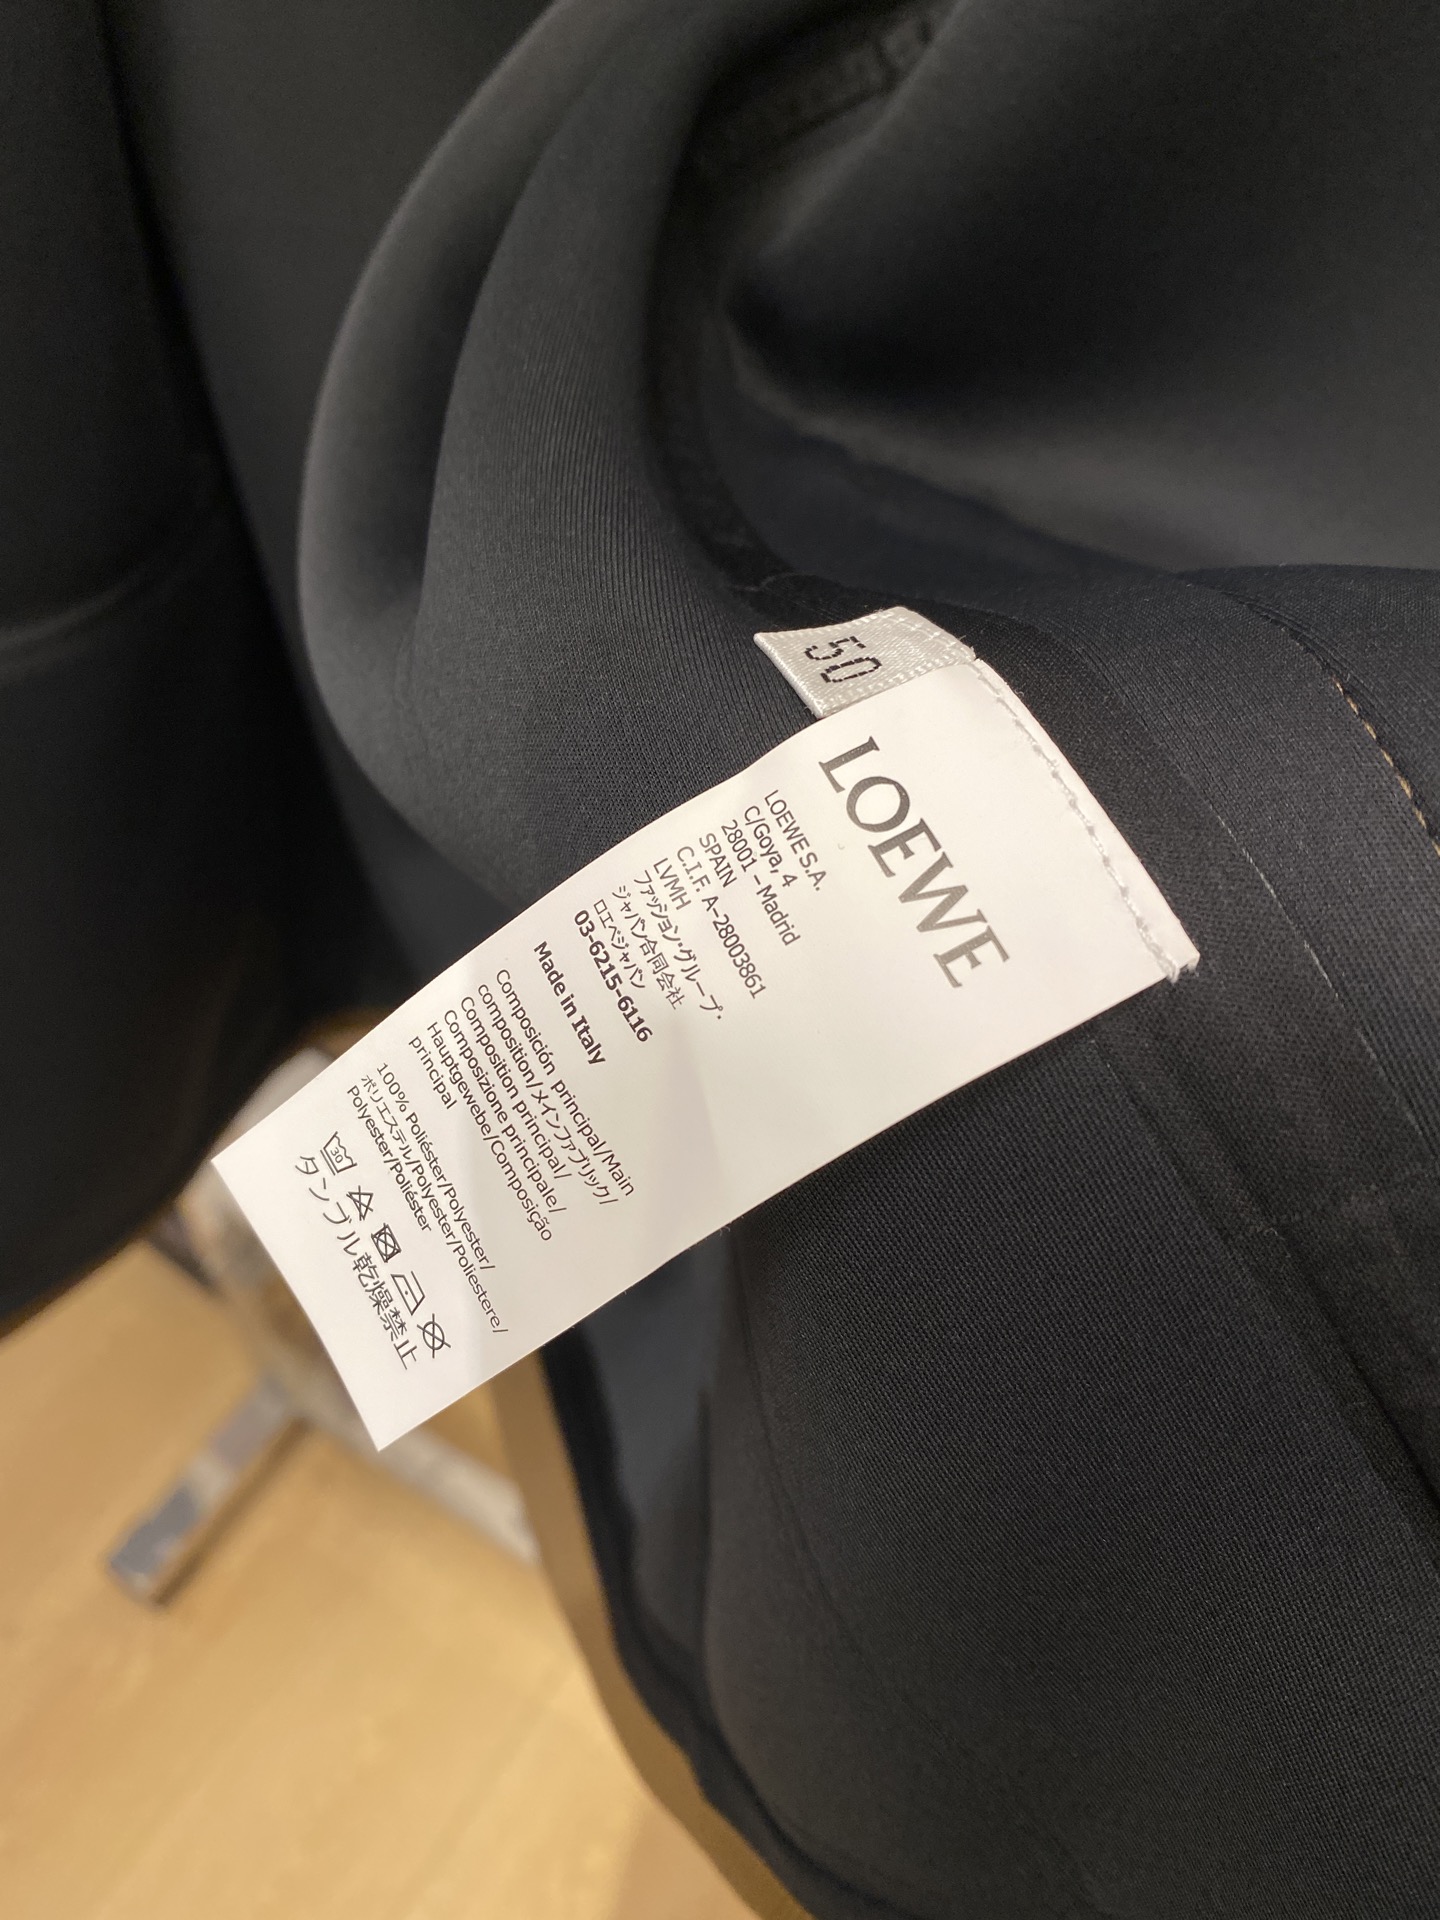 50
LOEWE
LOEWE S.A.
C/Goya, 4
28001 – Madrid
SPAIN
C.I.F. A-28003861
LVMH
ファッション・グループ・
ジャパン合同会社
ロエベジャパン
03-6215-6116
Made in Italy
Composición principal/Main
composition/メインファブリック/
Composition principal/
Composizione principale/
Hauptgewebe/Composição
principal
100% Poliéster/Polyester/
ポリエステル/Polyester/Poliestere/
Polyester/Poliéster
30
タンブル乾燥禁止